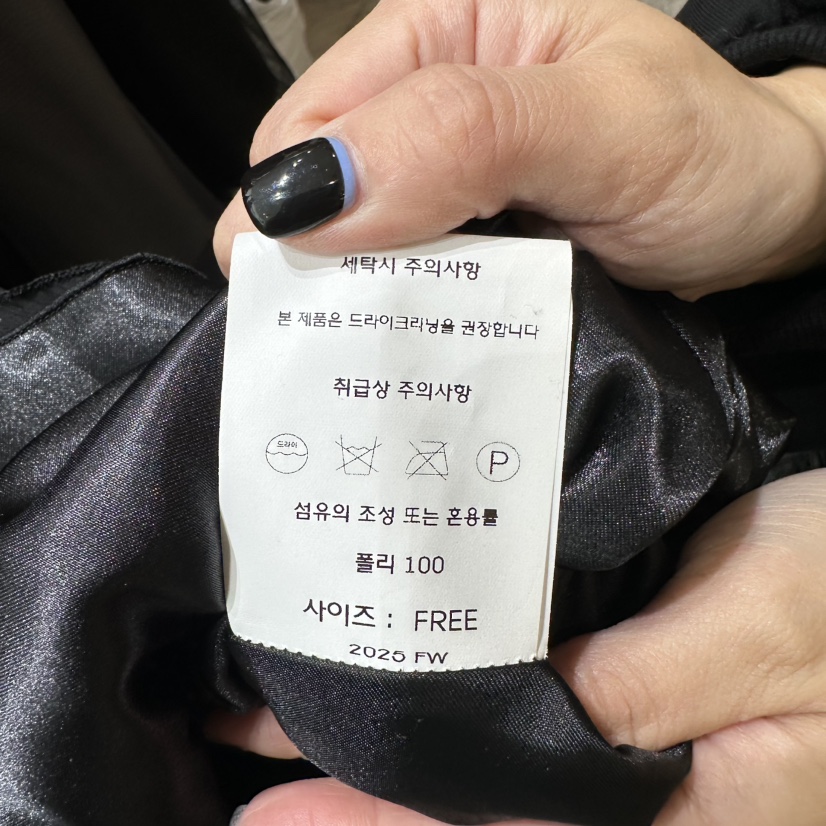 세탁시 주의사항
본 제품은 드라이크리닝을 권장합니다
취급상 주의사항
드라이
P
섬유의 조성 또는 혼용률
폴리 100
사이즈 : FREE
2025 FW